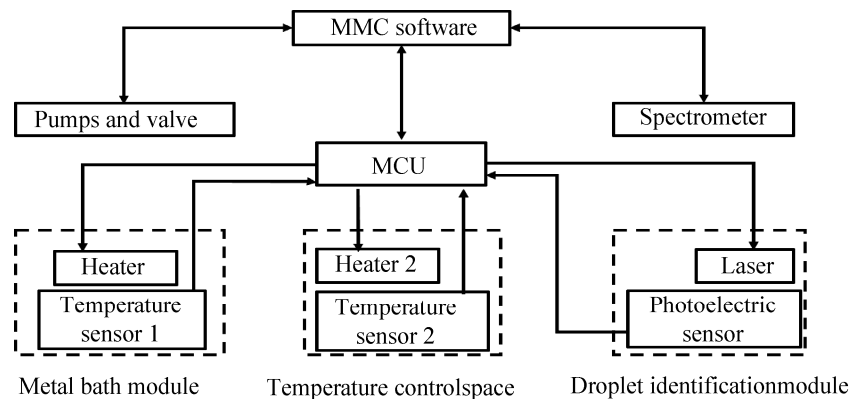 MMC software
Pumps and valve
Spectrometer
MCU
Heater
Temperature
sensor 1
Heater 2
Temperature
sensor 2
Laser
Photoelectric
sensor
Metal bath module
Temperature controlspace
Droplet identificationmodule